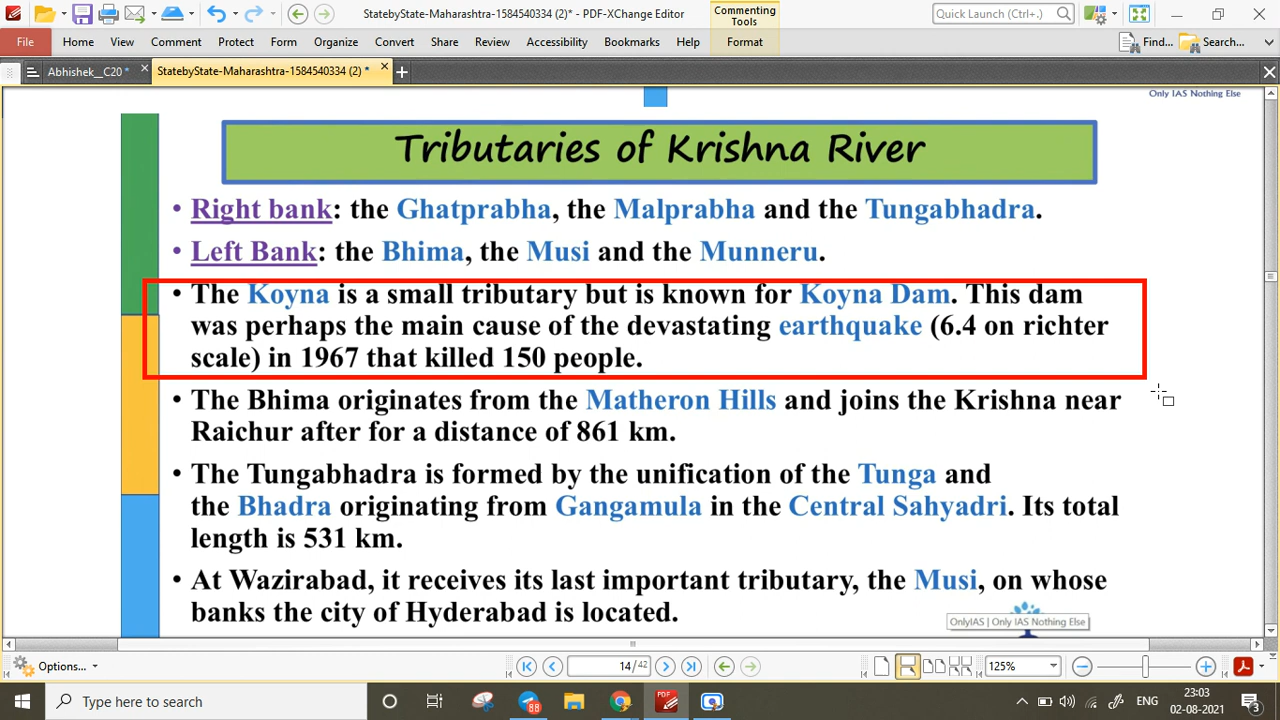 StatebyState-Maharashtra-1584540334 (2)* - PDF-XChange Editor
Commenting Tools
Quick Launch (Ctrl+.)
File Home View Comment Protect Form Organize Convert Share Review Accessibility Bookmarks Help Format Find... Search...
Abhishek__C20 * StatebyState-Maharashtra-1584540334 (2) *
Only IAS Nothing Else
Tributaries of Krishna River
• Right bank: the Ghatprabha, the Malprabha and the Tungabhadra.
• Left Bank: the Bhima, the Musi and the Munneru.
• The Koyna is a small tributary but is known for Koyna Dam. This dam
was perhaps the main cause of the devastating earthquake (6.4 on richter
scale) in 1967 that killed 150 people.
• The Bhima originates from the Matheron Hills and joins the Krishna near
Raichur after for a distance of 861 km.
• The Tungabhadra is formed by the unification of the Tunga and
the Bhadra originating from Gangamula in the Central Sahyadri. Its total
length is 531 km.
• At Wazirabad, it receives its last important tributary, the Musi, on whose
banks the city of Hyderabad is located.
OnlyIAS | Only IAS Nothing Else
Options... 14 / 42 125%
Type here to search 88 PDF ENG 23:03
02-08-2021 3